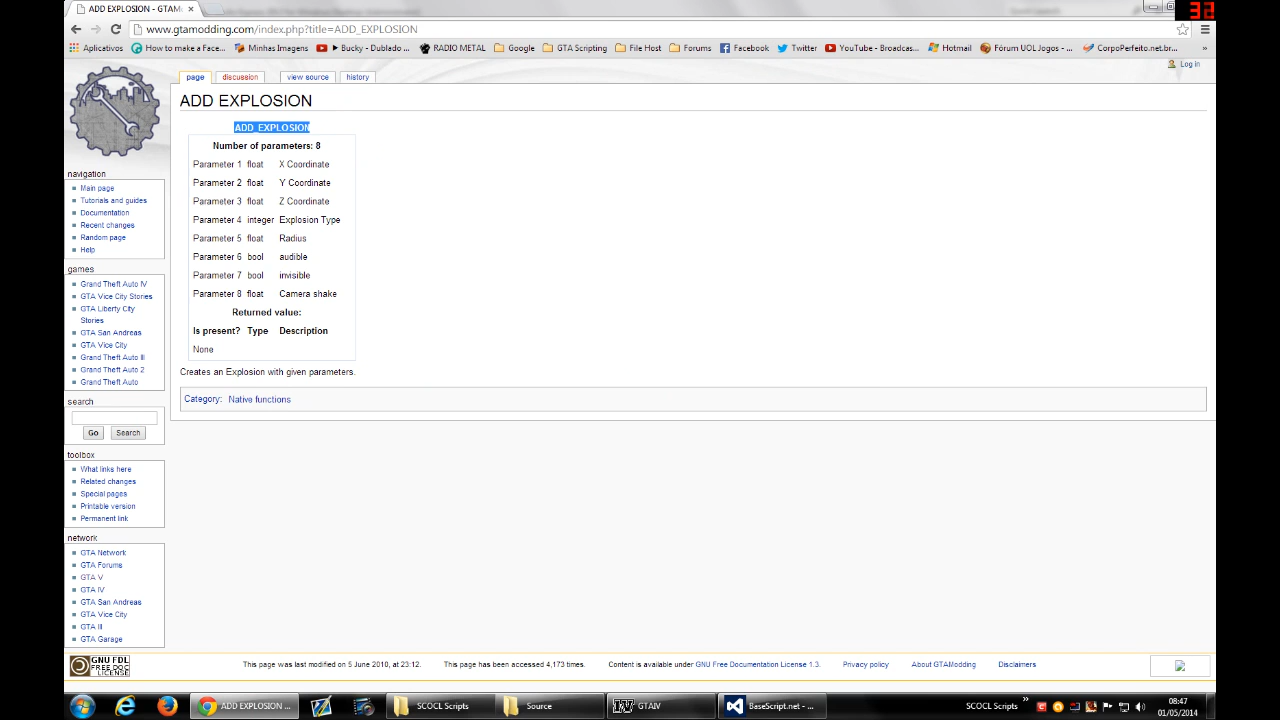 ADD EXPLOSION - GTAMo
32
www.gtamodding.com/index.php?title=ADD_EXPLOSION
Aplicativos How to make a Face... Minhas Imagens Bucky - Dublado ... RADIO METAL Google GTA Scripting File Host Forums Facebook Twitter YouTube - Broadcas... Hotmail Fórum UOL Jogos - ... CorpoPerfeito.net.br... »
Log in
page discussion view source history
ADD EXPLOSION
ADD_EXPLOSION
Number of parameters: 8
Parameter 1 float X Coordinate
Parameter 2 float Y Coordinate
Parameter 3 float Z Coordinate
Parameter 4 integer Explosion Type
Parameter 5 float Radius
Parameter 6 bool audible
Parameter 7 bool invisible
Parameter 8 float Camera shake
Returned value:
Is present? Type Description
None
Creates an Explosion with given parameters.
Category: Native functions
navigation
Main page
Tutorials and guides
Documentation
Recent changes
Random page
Help
games
Grand Theft Auto IV
GTA Vice City Stories
GTA Liberty City
Stories
GTA San Andreas
GTA Vice City
Grand Theft Auto III
Grand Theft Auto 2
Grand Theft Auto
search
Go Search
toolbox
What links here
Related changes
Special pages
Printable version
Permanent link
network
GTA Network
GTA Forums
GTA V
GTA IV
GTA San Andreas
GTA Vice City
GTA III
GTA Garage
GNU FDL
FREE DOC
LICENSE
This page was last modified on 5 June 2010, at 23:12. This page has been accessed 4,173 times. Content is available under GNU Free Documentation License 1.3. Privacy policy About GTAModding Disclaimers
ADD EXPLOSION ... SCOCL Scripts Source IV GTAIV BaseScript.net - ... SCOCL Scripts » 08:47
01/05/2014